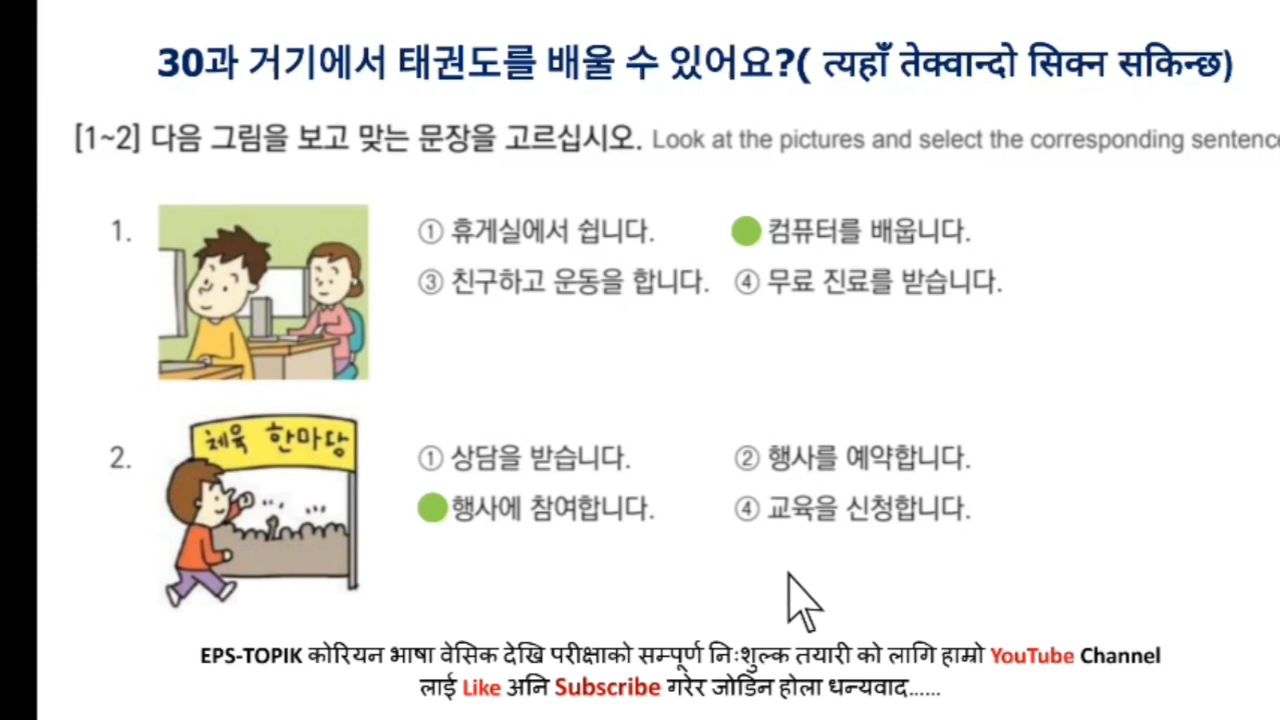 30과 거기에서 태권도를 배울 수 있어요?( त्यहाँ तेक्वान्दो सिक्न सकिन्छ)
[1~2] 다음 그림을 보고 맞는 문장을 고르십시오. Look at the pictures and select the corresponding sentenc
1.
① 휴게실에서 쉽니다. 컴퓨터를 배웁니다.
③ 친구하고 운동을 합니다. ④ 무료 진료를 받습니다.
2.
체육 한마당
① 상담을 받습니다. ② 행사를 예약합니다.
행사에 참여합니다. ④ 교육을 신청합니다.
EPS-TOPIK कोरियन भाषा वेसिक देखि परीक्षाको सम्पूर्ण निःशुल्क तयारी को लागि हाम्रो YouTube Channel
लाई Like अनि Subscribe गरेर जोडिन होला धन्यवाद......